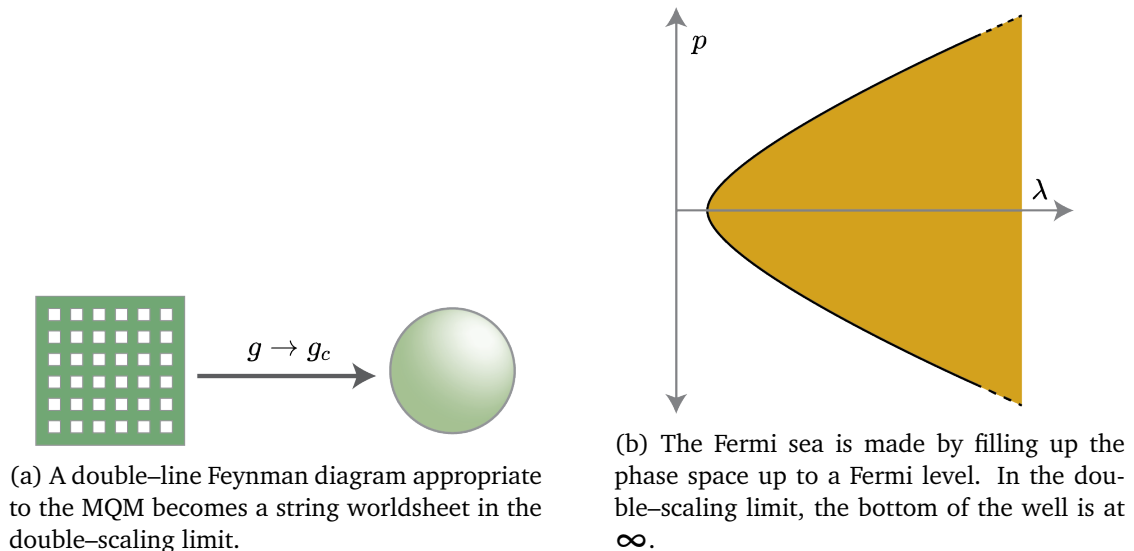 p
λ
g → g_c
(a) A double–line Feynman diagram appropriate
to the MQM becomes a string worldsheet in the
double–scaling limit.
(b) The Fermi sea is made by filling up the
phase space up to a Fermi level. In the dou-
ble–scaling limit, the bottom of the well is at
∞.